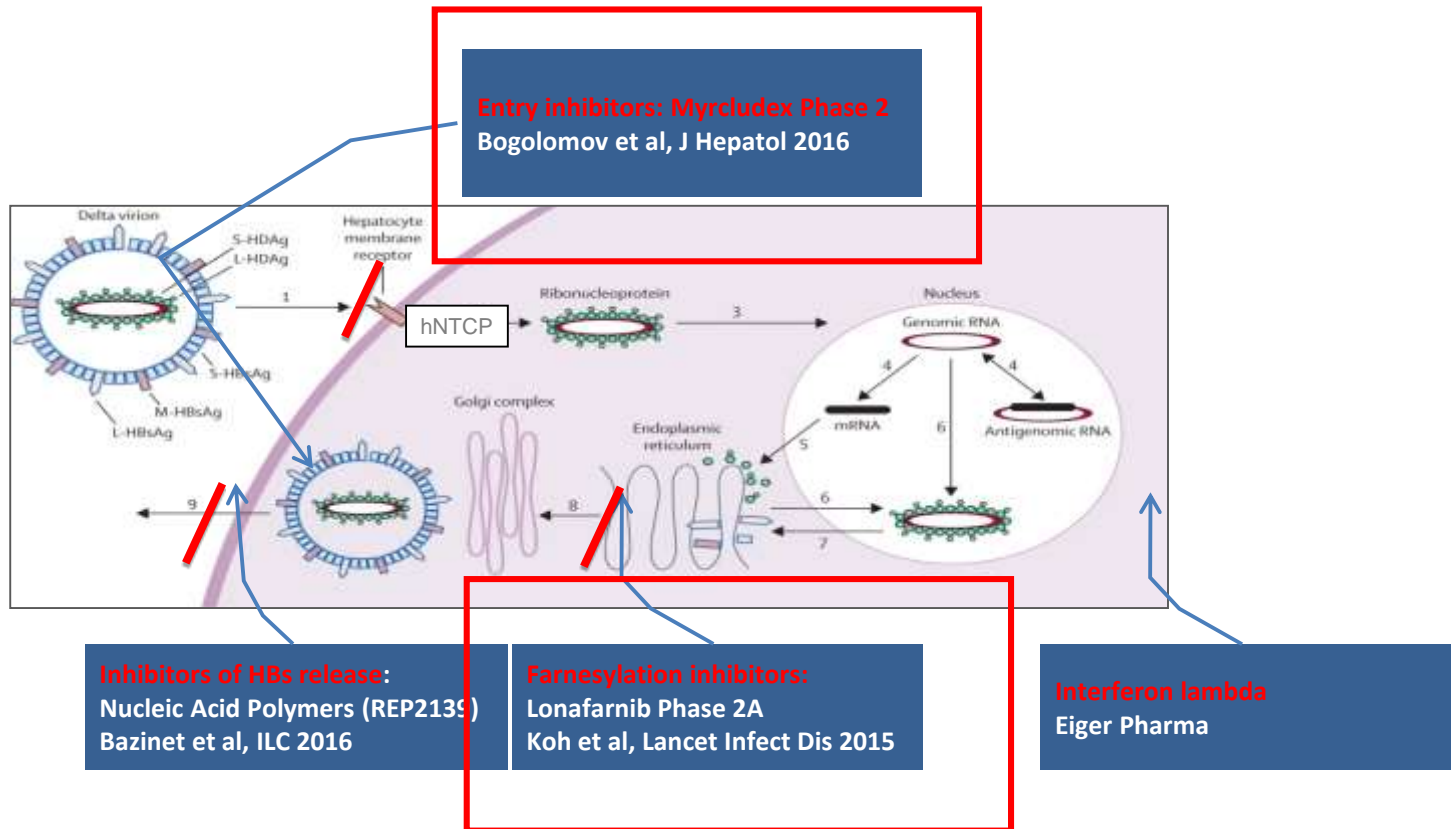 Entry inhibitors: Myrcludex Phase 2
Bogolomov et al, J Hepatol 2016
Delta virion
S-HDAg
L-HDAg
1
Hepatocyte
membrane
receptor
hNTCP
Ribonucleoprotein
3
Nucleus
Genomic RNA
4
4
mRNA
6
Antigenomic RNA
5
S-HBsAg
M-HBsAg
L-HBsAg
Golgi complex
Endoplasmic
reticulum
6
7
8
9
Inhibitors of HBs release:
Nucleic Acid Polymers (REP2139)
Bazinet et al, ILC 2016
Farnesylation inhibitors:
Lonafarnib Phase 2A
Koh et al, Lancet Infect Dis 2015
Interferon lambda
Eiger Pharma